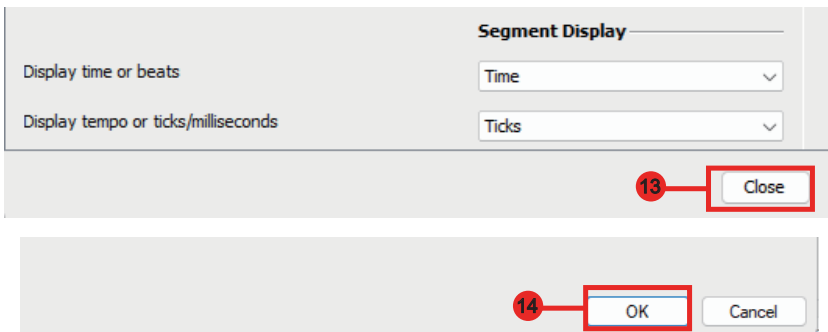 Segment Display
Display time or beats Time
Display tempo or ticks/milliseconds Ticks
13 Close
14 OK Cancel